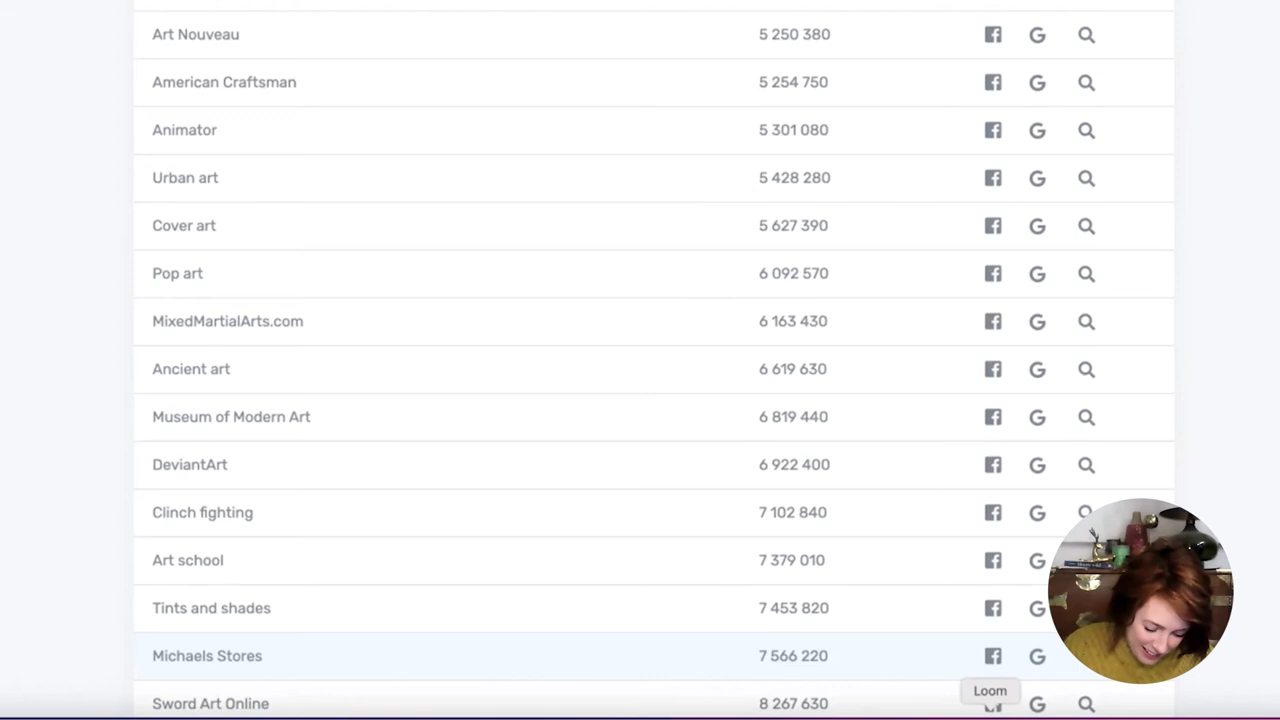 Art Nouveau 5 250 380
American Craftsman 5 254 750
Animator 5 301 080
Urban art 5 428 280
Cover art 5 627 390
Pop art 6 092 570
MixedMartialArts.com 6 163 430
Ancient art 6 619 630
Museum of Modern Art 6 819 440
DeviantArt 6 922 400
Clinch fighting 7 102 840
Art school 7 379 010
Tints and shades 7 453 820
Michaels Stores 7 566 220
Loom
Sword Art Online 8 267 630